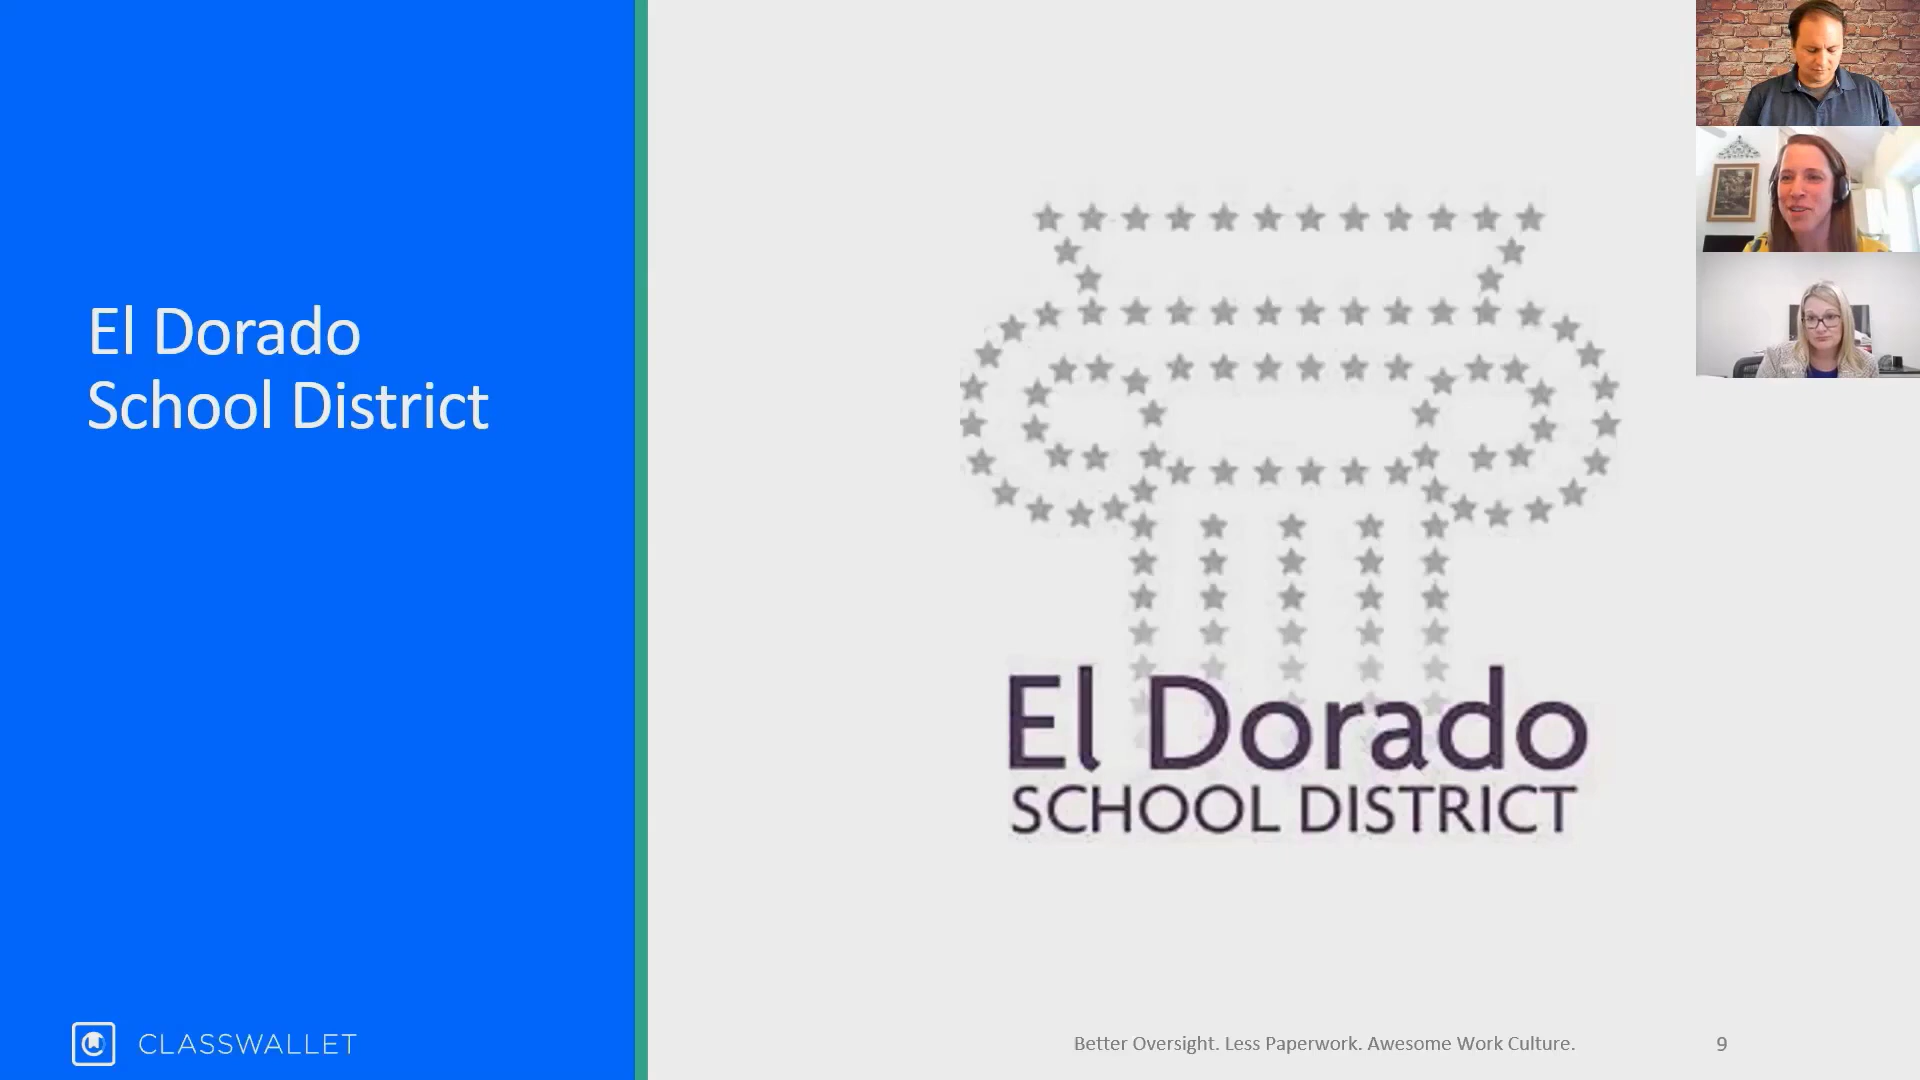 El Dorado
School District
El Dorado
SCHOOL DISTRICT
CLASSWALLET
Better Oversight. Less Paperwork. Awesome Work Culture.
9